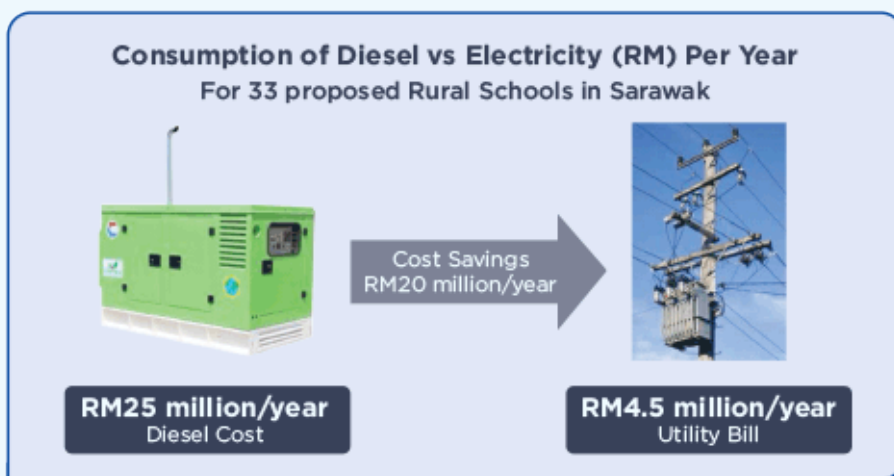 Consumption of Diesel vs Electricity (RM) Per Year
For 33 proposed Rural Schools in Sarawak
Cost Savings
RM20 million/year
RM25 million/year
Diesel Cost
RM4.5 million/year
Utility Bill